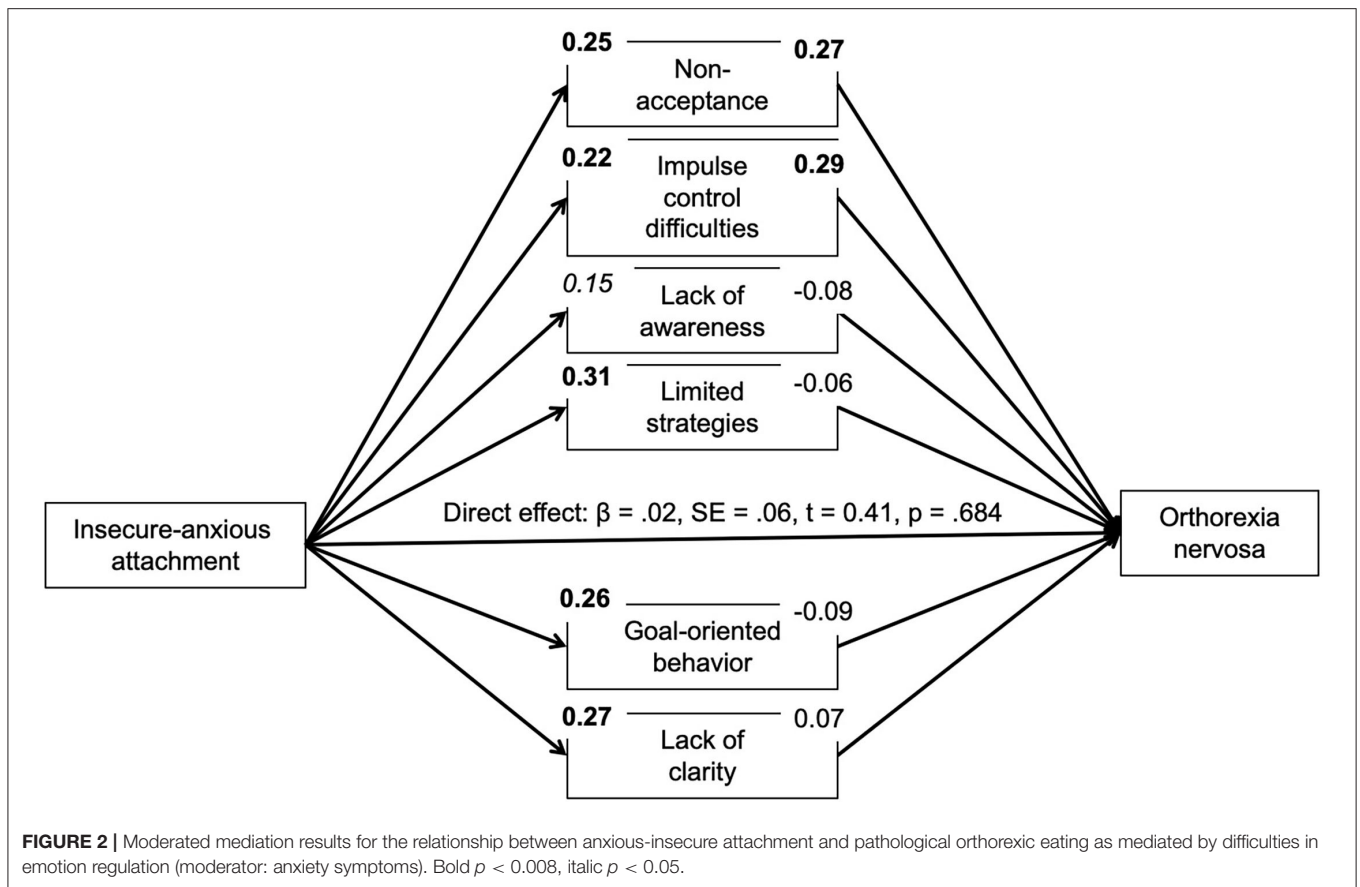 0.25
0.27
Non-
acceptance
0.22
0.29
Impulse
control
difficulties
0.15
-0.08
Lack of
awareness
0.31
-0.06
Limited
strategies
Direct effect: β = .02, SE = .06, t = 0.41, p = .684
Insecure-anxious
attachment
Orthorexia
nervosa
0.26
-0.09
Goal-oriented
behavior
0.27
0.07
Lack of
clarity
FIGURE 2 | Moderated mediation results for the relationship between anxious-insecure attachment and pathological orthorexic eating as mediated by difficulties in
emotion regulation (moderator: anxiety symptoms). Bold p < 0.008, italic p < 0.05.